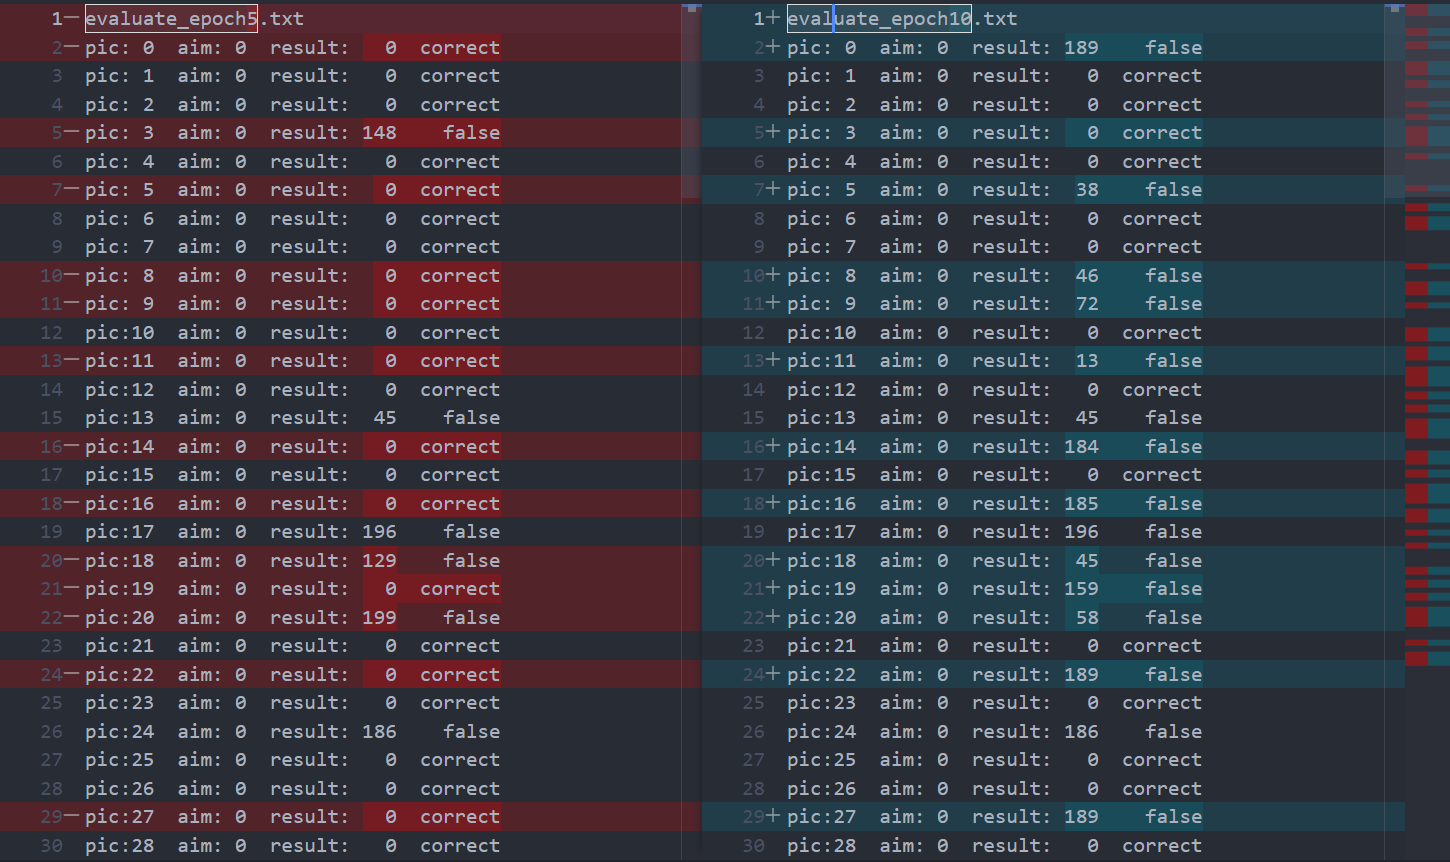 1— evaluate_epoch5.txt
2— pic: 0  aim: 0  result:   0  correct
3  pic: 1  aim: 0  result:   0  correct
4  pic: 2  aim: 0  result:   0  correct
5— pic: 3  aim: 0  result: 148    false
6  pic: 4  aim: 0  result:   0  correct
7— pic: 5  aim: 0  result:   0  correct
8  pic: 6  aim: 0  result:   0  correct
9  pic: 7  aim: 0  result:   0  correct
10— pic: 8  aim: 0  result:   0  correct
11— pic: 9  aim: 0  result:   0  correct
12  pic:10  aim: 0  result:   0  correct
13— pic:11  aim: 0  result:   0  correct
14  pic:12  aim: 0  result:   0  correct
15  pic:13  aim: 0  result:  45    false
16— pic:14  aim: 0  result:   0  correct
17  pic:15  aim: 0  result:   0  correct
18— pic:16  aim: 0  result:   0  correct
19  pic:17  aim: 0  result: 196    false
20— pic:18  aim: 0  result: 129    false
21— pic:19  aim: 0  result:   0  correct
22— pic:20  aim: 0  result: 199    false
23  pic:21  aim: 0  result:   0  correct
24— pic:22  aim: 0  result:   0  correct
25  pic:23  aim: 0  result:   0  correct
26  pic:24  aim: 0  result: 186    false
27  pic:25  aim: 0  result:   0  correct
28  pic:26  aim: 0  result:   0  correct
29— pic:27  aim: 0  result:   0  correct
30  pic:28  aim: 0  result:   0  correct
1+ evaluate_epoch10.txt
2+ pic: 0  aim: 0  result: 189    false
3  pic: 1  aim: 0  result:   0  correct
4  pic: 2  aim: 0  result:   0  correct
5+ pic: 3  aim: 0  result:   0  correct
6  pic: 4  aim: 0  result:   0  correct
7+ pic: 5  aim: 0  result:  38    false
8  pic: 6  aim: 0  result:   0  correct
9  pic: 7  aim: 0  result:   0  correct
10+ pic: 8  aim: 0  result:  46    false
11+ pic: 9  aim: 0  result:  72    false
12  pic:10  aim: 0  result:   0  correct
13+ pic:11  aim: 0  result:  13    false
14  pic:12  aim: 0  result:   0  correct
15  pic:13  aim: 0  result:  45    false
16+ pic:14  aim: 0  result: 184    false
17  pic:15  aim: 0  result:   0  correct
18+ pic:16  aim: 0  result: 185    false
19  pic:17  aim: 0  result: 196    false
20+ pic:18  aim: 0  result:  45    false
21+ pic:19  aim: 0  result: 159    false
22+ pic:20  aim: 0  result:  58    false
23  pic:21  aim: 0  result:   0  correct
24+ pic:22  aim: 0  result: 189    false
25  pic:23  aim: 0  result:   0  correct
26  pic:24  aim: 0  result: 186    false
27  pic:25  aim: 0  result:   0  correct
28  pic:26  aim: 0  result:   0  correct
29+ pic:27  aim: 0  result: 189    false
30  pic:28  aim: 0  result:   0  correct